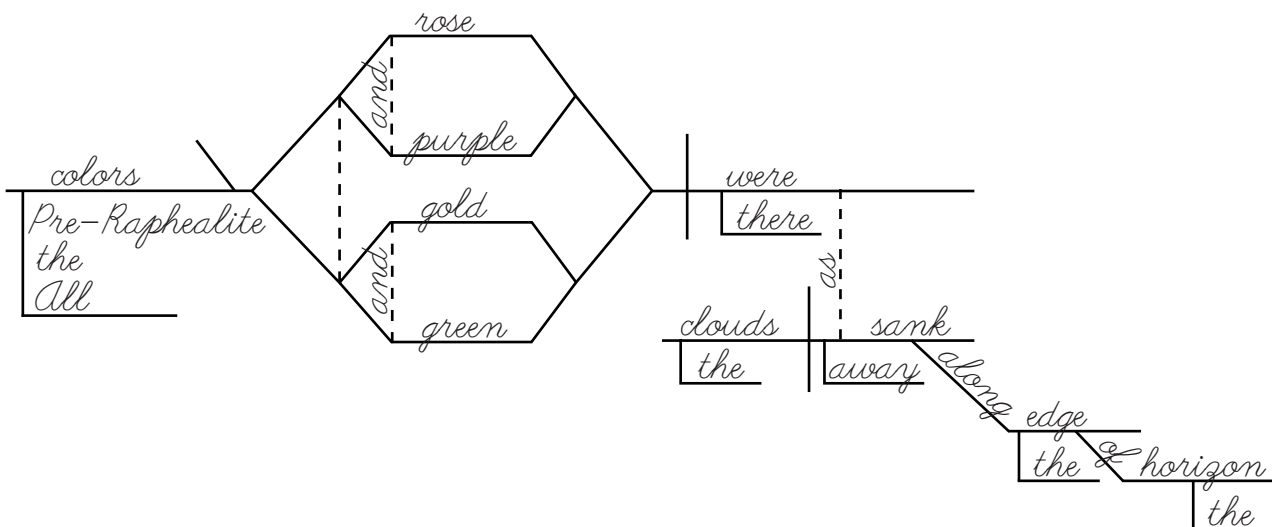 rose
and
purple
colors
were
Pre-Raphealite
gold
there
the
and
as
All
green
clouds
sank
the
away
along
edge
the
of
horizon
the